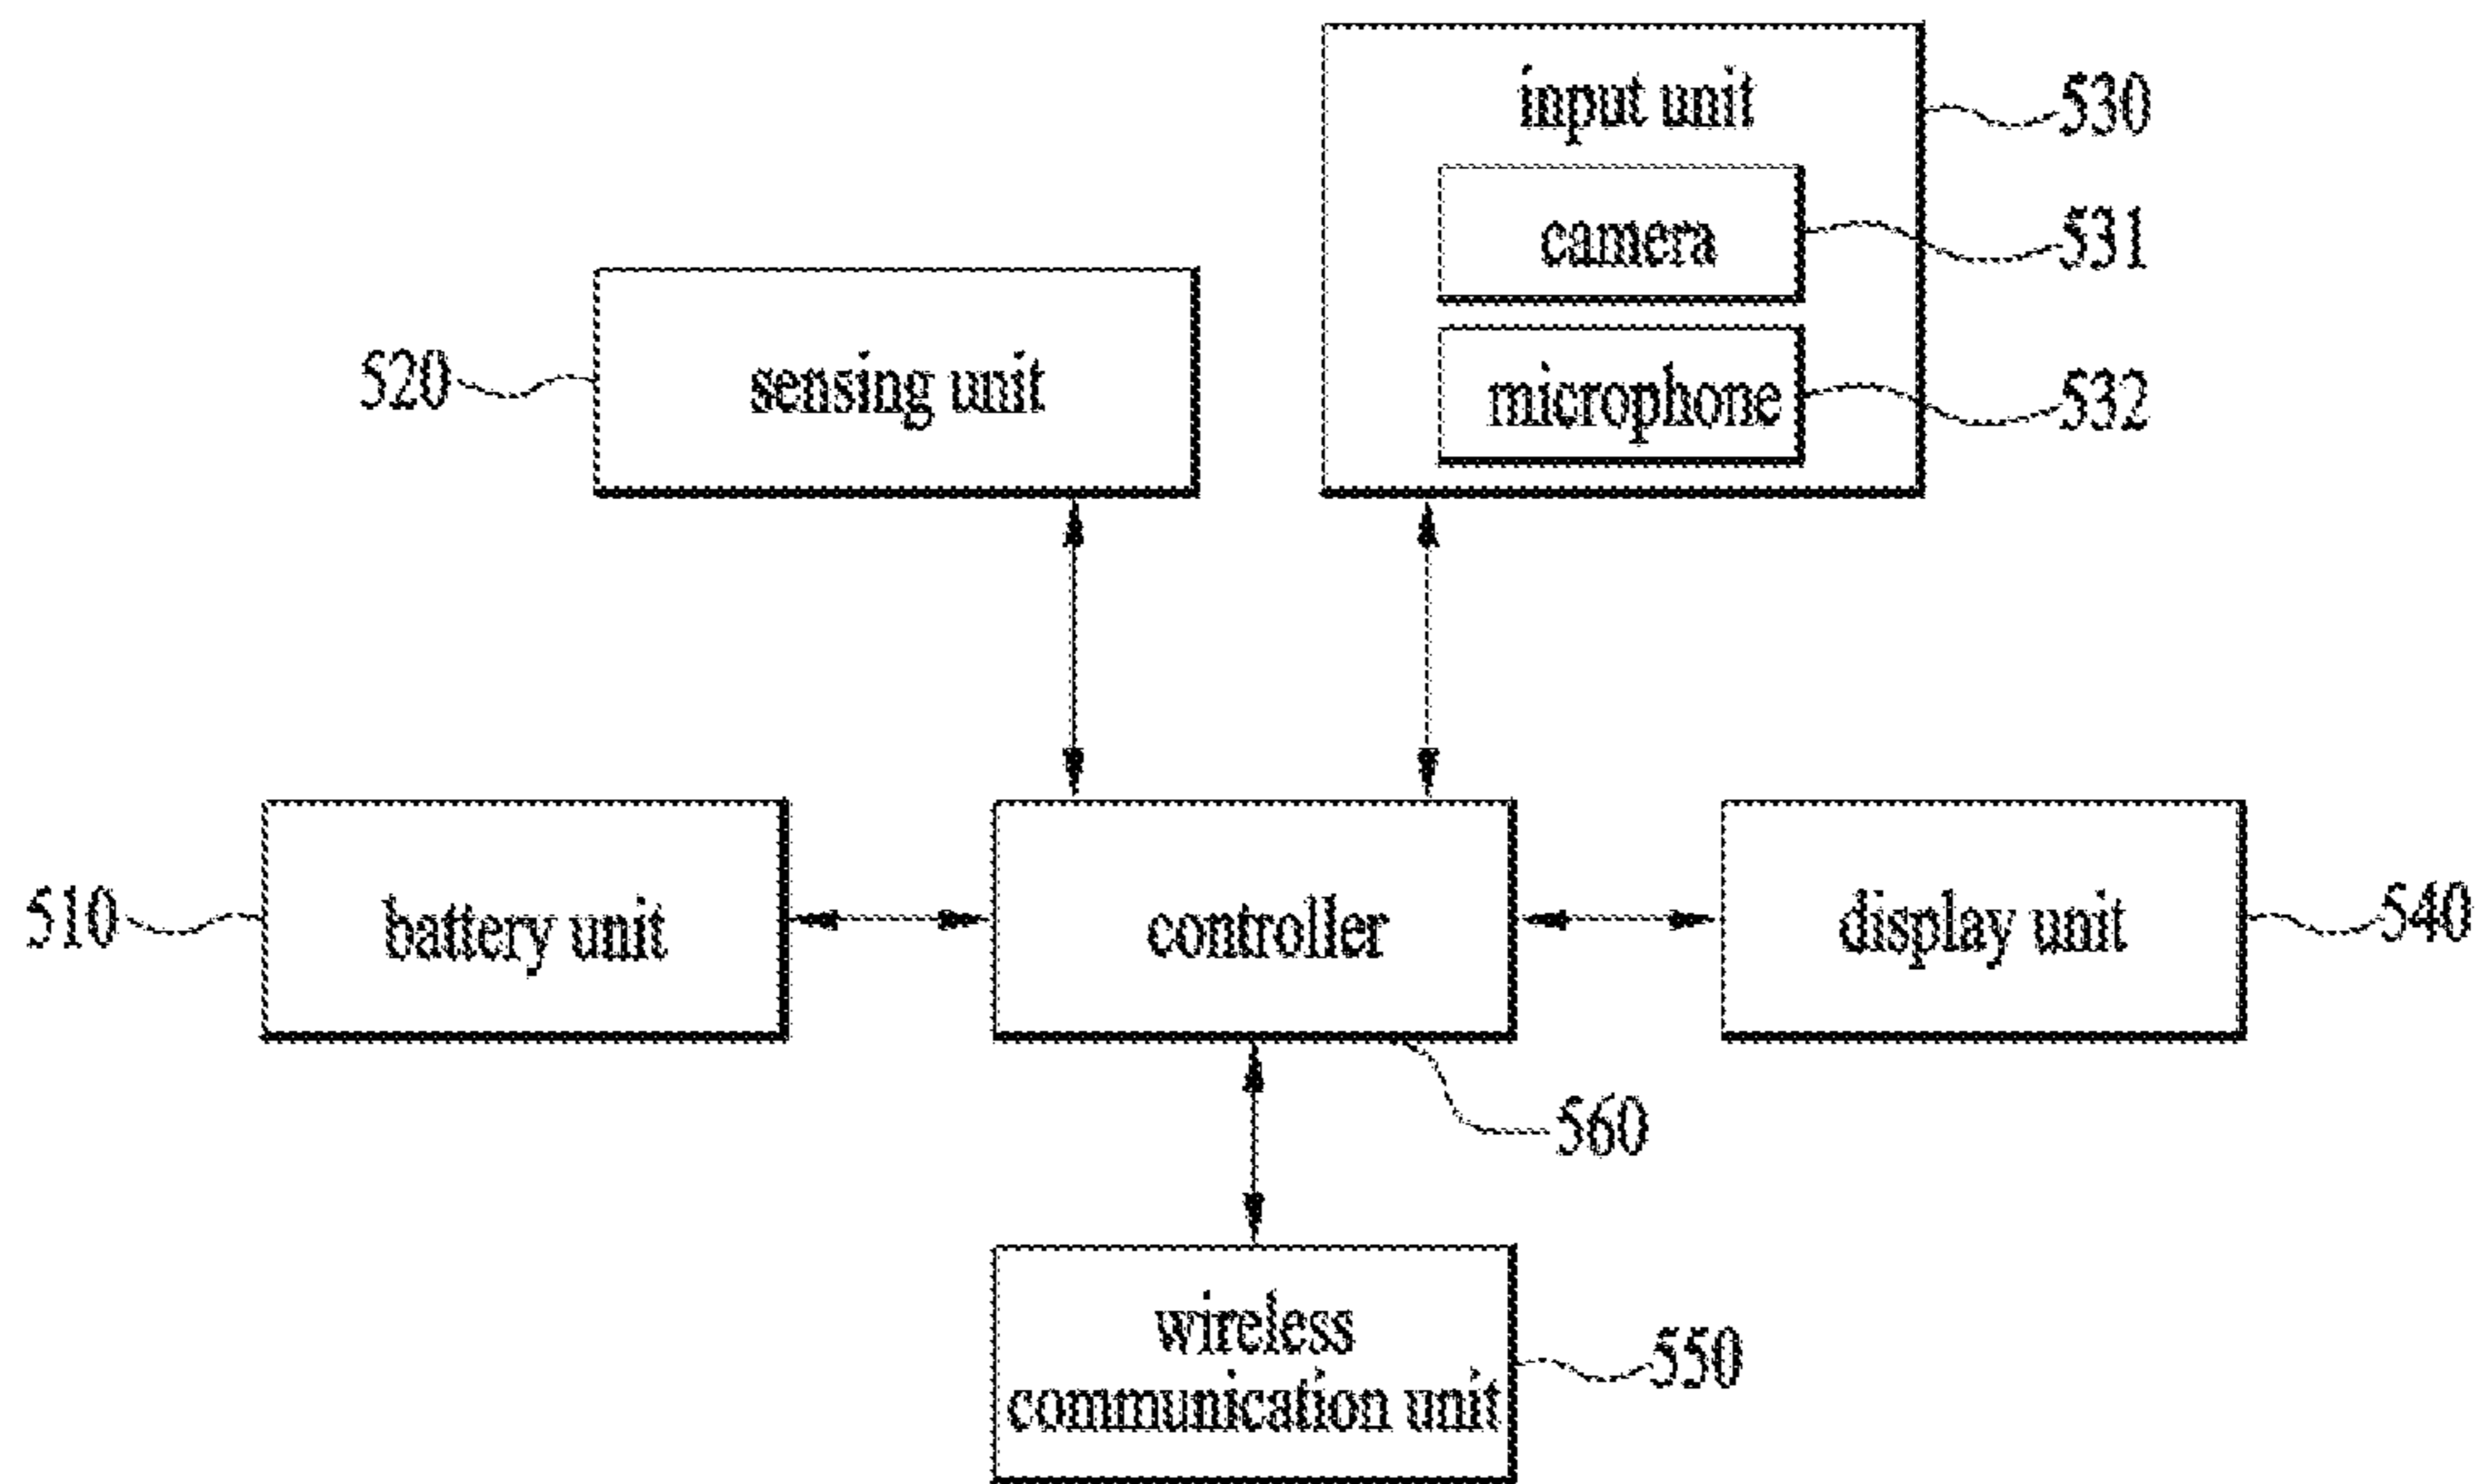 input unit
530
camera
531
sensing unit
520
microphone
532
510
battery unit
controller
display unit
540
560
wireless
communication unit
550